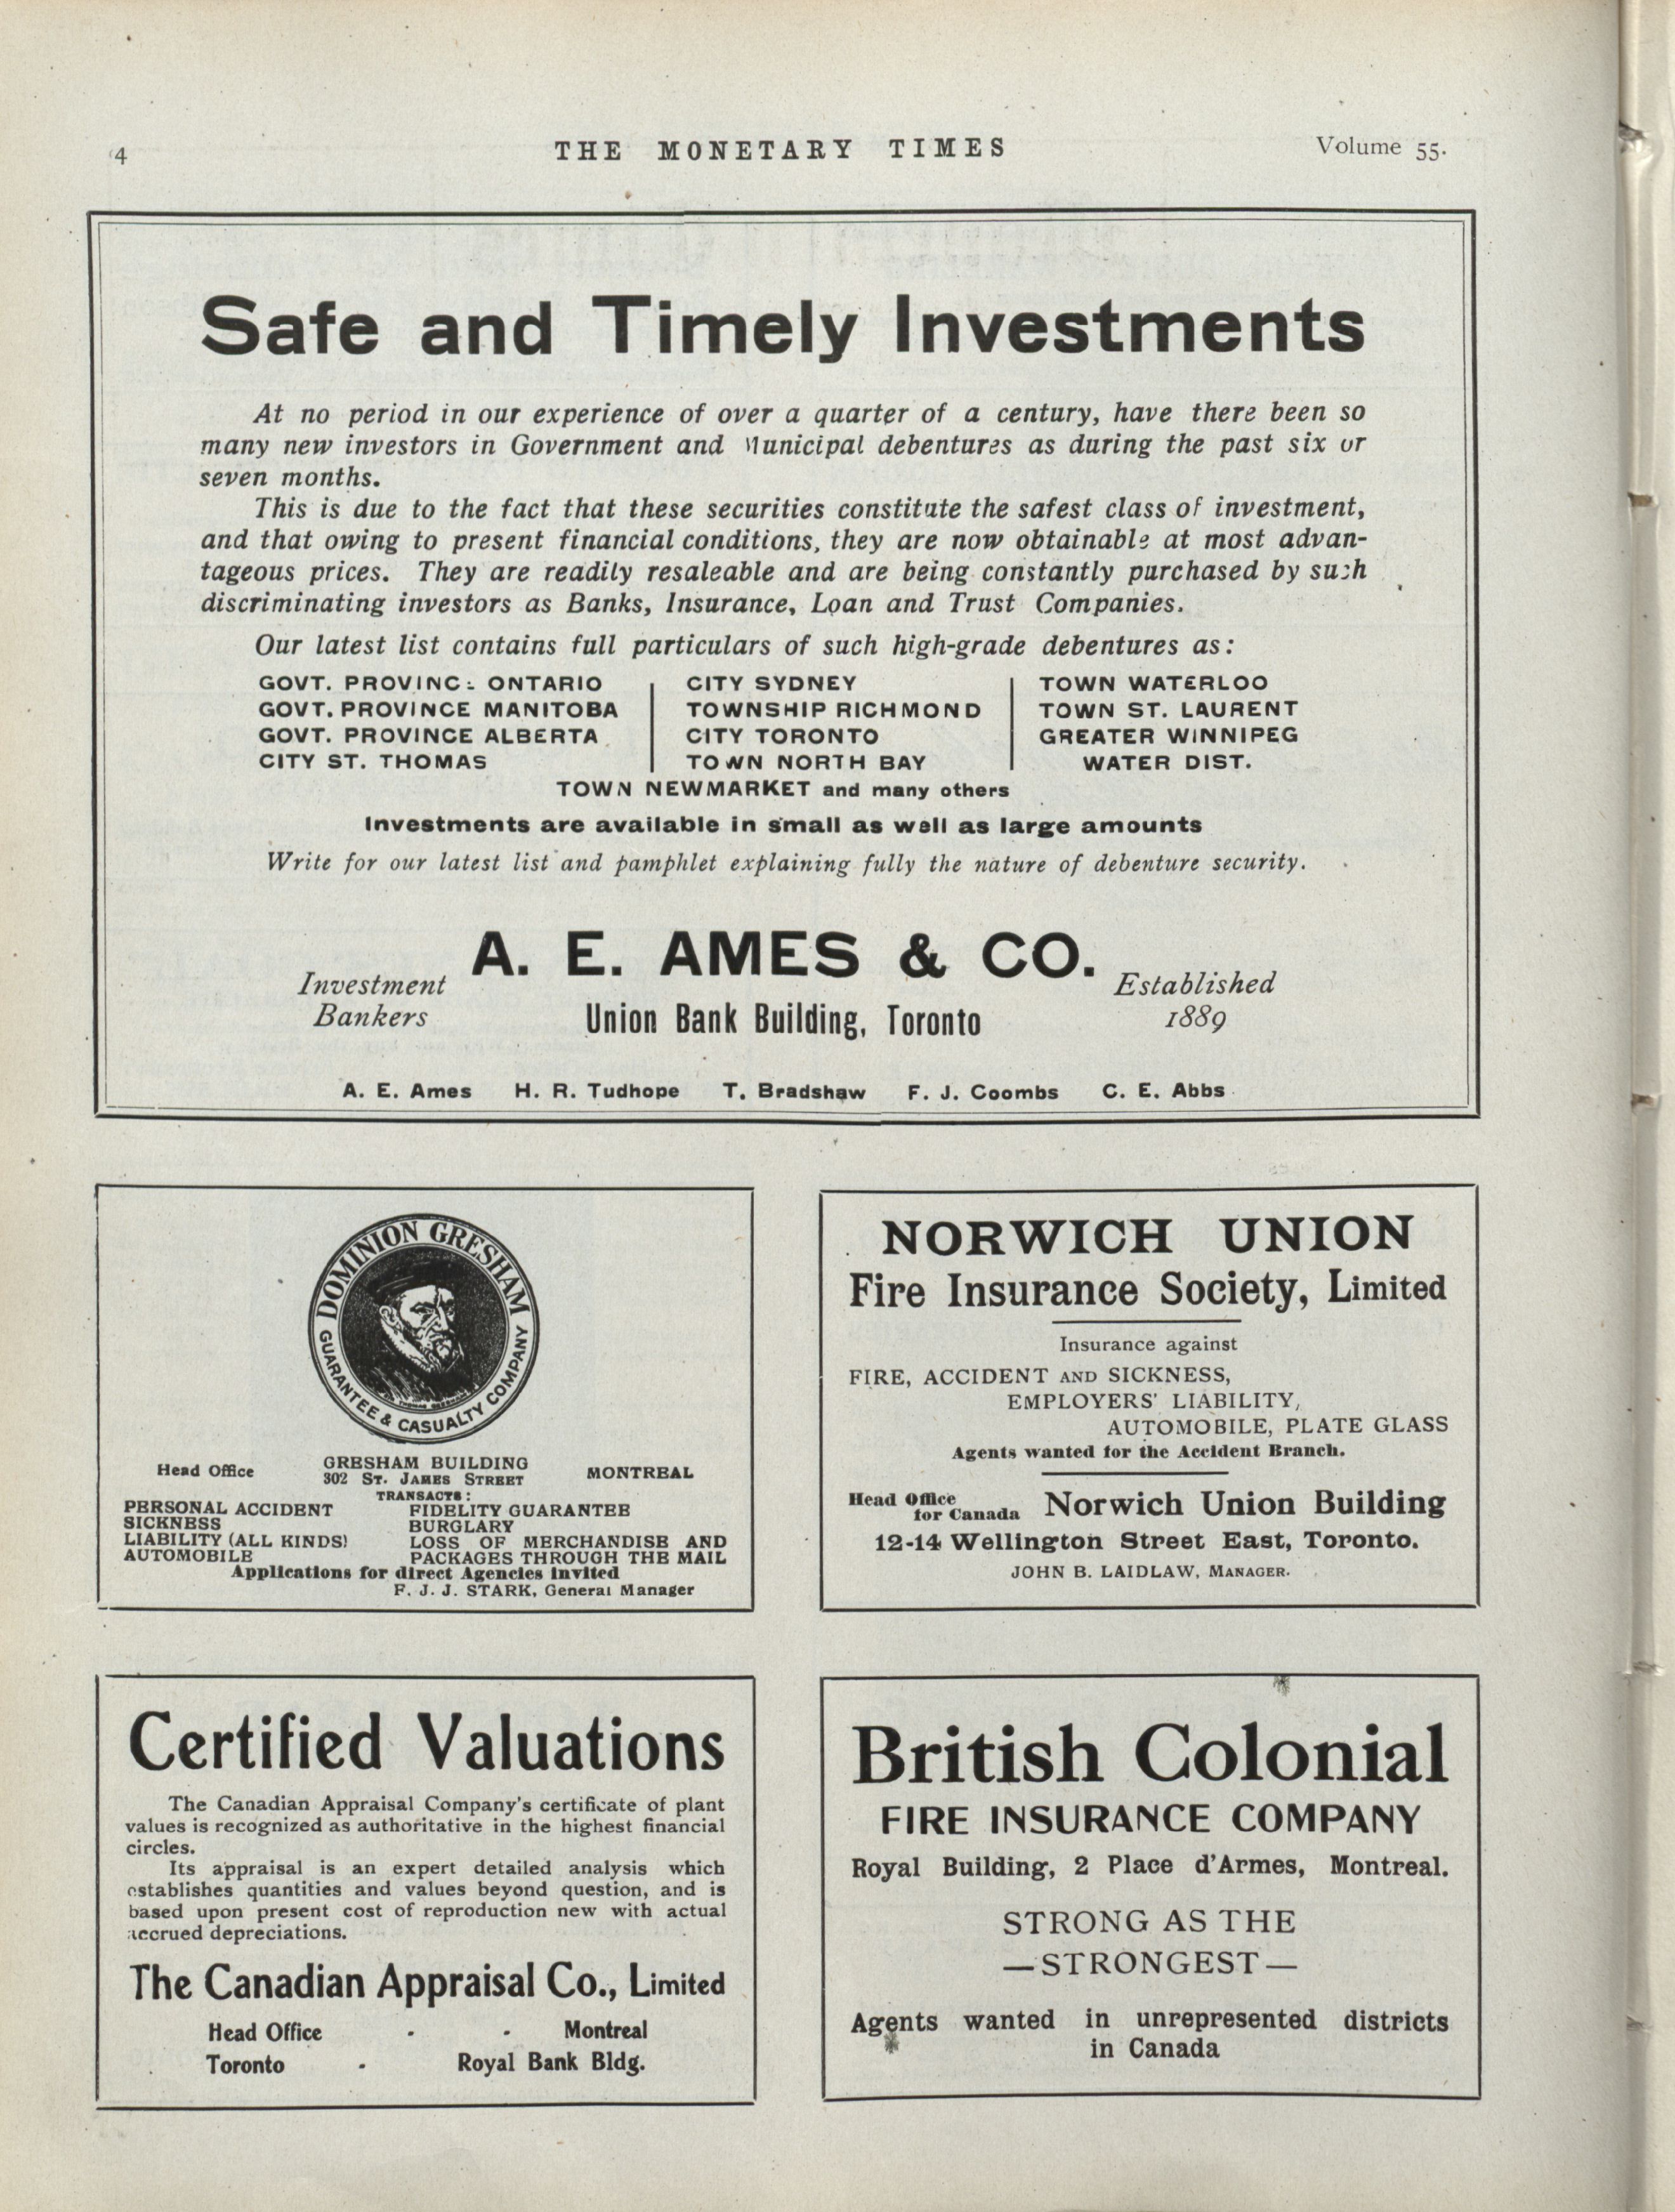 4
THE MONETARY TIMES
Volume 55.
Safe and Timely Investments
At no period in our experience of over a quarter of a century, have there been so
many new investors in Government and Municipal debentures as during the past six or
seven months.
This is due to the fact that these securities constitute the safest class of investment,
and that owing to present financial conditions, they are now obtainable at most advan-
tageous prices. They are readily resaleable and are being constantly purchased by such
discriminating investors as Banks, Insurance, Loan and Trust Companies.
Our latest list contains full particulars of such high-grade debentures as:
GOVT. PROVINCE ONTARIO
GOVT. PROVINCE MANITOBA
GOVT. PROVINCE ALBERTA
CITY ST. THOMAS
CITY SYDNEY
TOWNSHIP RICHMOND
CITY TORONTO
TOWN NORTH BAY
TOWN WATERLOO
TOWN ST. LAURENT
GREATER WINNIPEG
WATER DIST.
TOWN NEWMARKET and many others
Investments are available in small as well as large amounts
Write for our latest list and pamphlet explaining fully the nature of debenture security.
A. E. AMES & CO.
Investment
Bankers
Union Bank Building, Toronto
Established
1889
A. E. Ames H. R. Tudhope T. Bradshaw F. J. Coombs C. E. Abbs
DOMINION GRESHAM
GUARANTEE & CASUALTY COMPANY
Head Office
GRESHAM BUILDING
302 ST. JAMES STREET
MONTREAL
TRANSACTS:
PERSONAL ACCIDENT
SICKNESS
LIABILITY (ALL KINDS)
AUTOMOBILE
FIDELITY GUARANTEE
BURGLARY
LOSS OF MERCHANDISE AND
PACKAGES THROUGH THE MAIL
Applications for direct Agencies invited
F. J. J. STARK, General Manager
NORWICH UNION
Fire Insurance Society, Limited
Insurance against
FIRE, ACCIDENT AND SICKNESS,
EMPLOYERS' LIABILITY,
AUTOMOBILE, PLATE GLASS
Agents wanted for the Accident Branch.
Head Office
for Canada
Norwich Union Building
12-14 Wellington Street East, Toronto.
JOHN B. LAIDLAW, MANAGER.
Certified Valuations
The Canadian Appraisal Company's certificate of plant
values is recognized as authoritative in the highest financial
circles.
Its appraisal is an expert detailed analysis which
establishes quantities and values beyond question, and is
based upon present cost of reproduction new with actual
accrued depreciations.
The Canadian Appraisal Co., Limited
Head Office - - Montreal
Toronto - Royal Bank Bldg.
British Colonial
FIRE INSURANCE COMPANY
Royal Building, 2 Place d'Armes, Montreal.
STRONG AS THE
—STRONGEST—
Agents wanted in unrepresented districts
in Canada